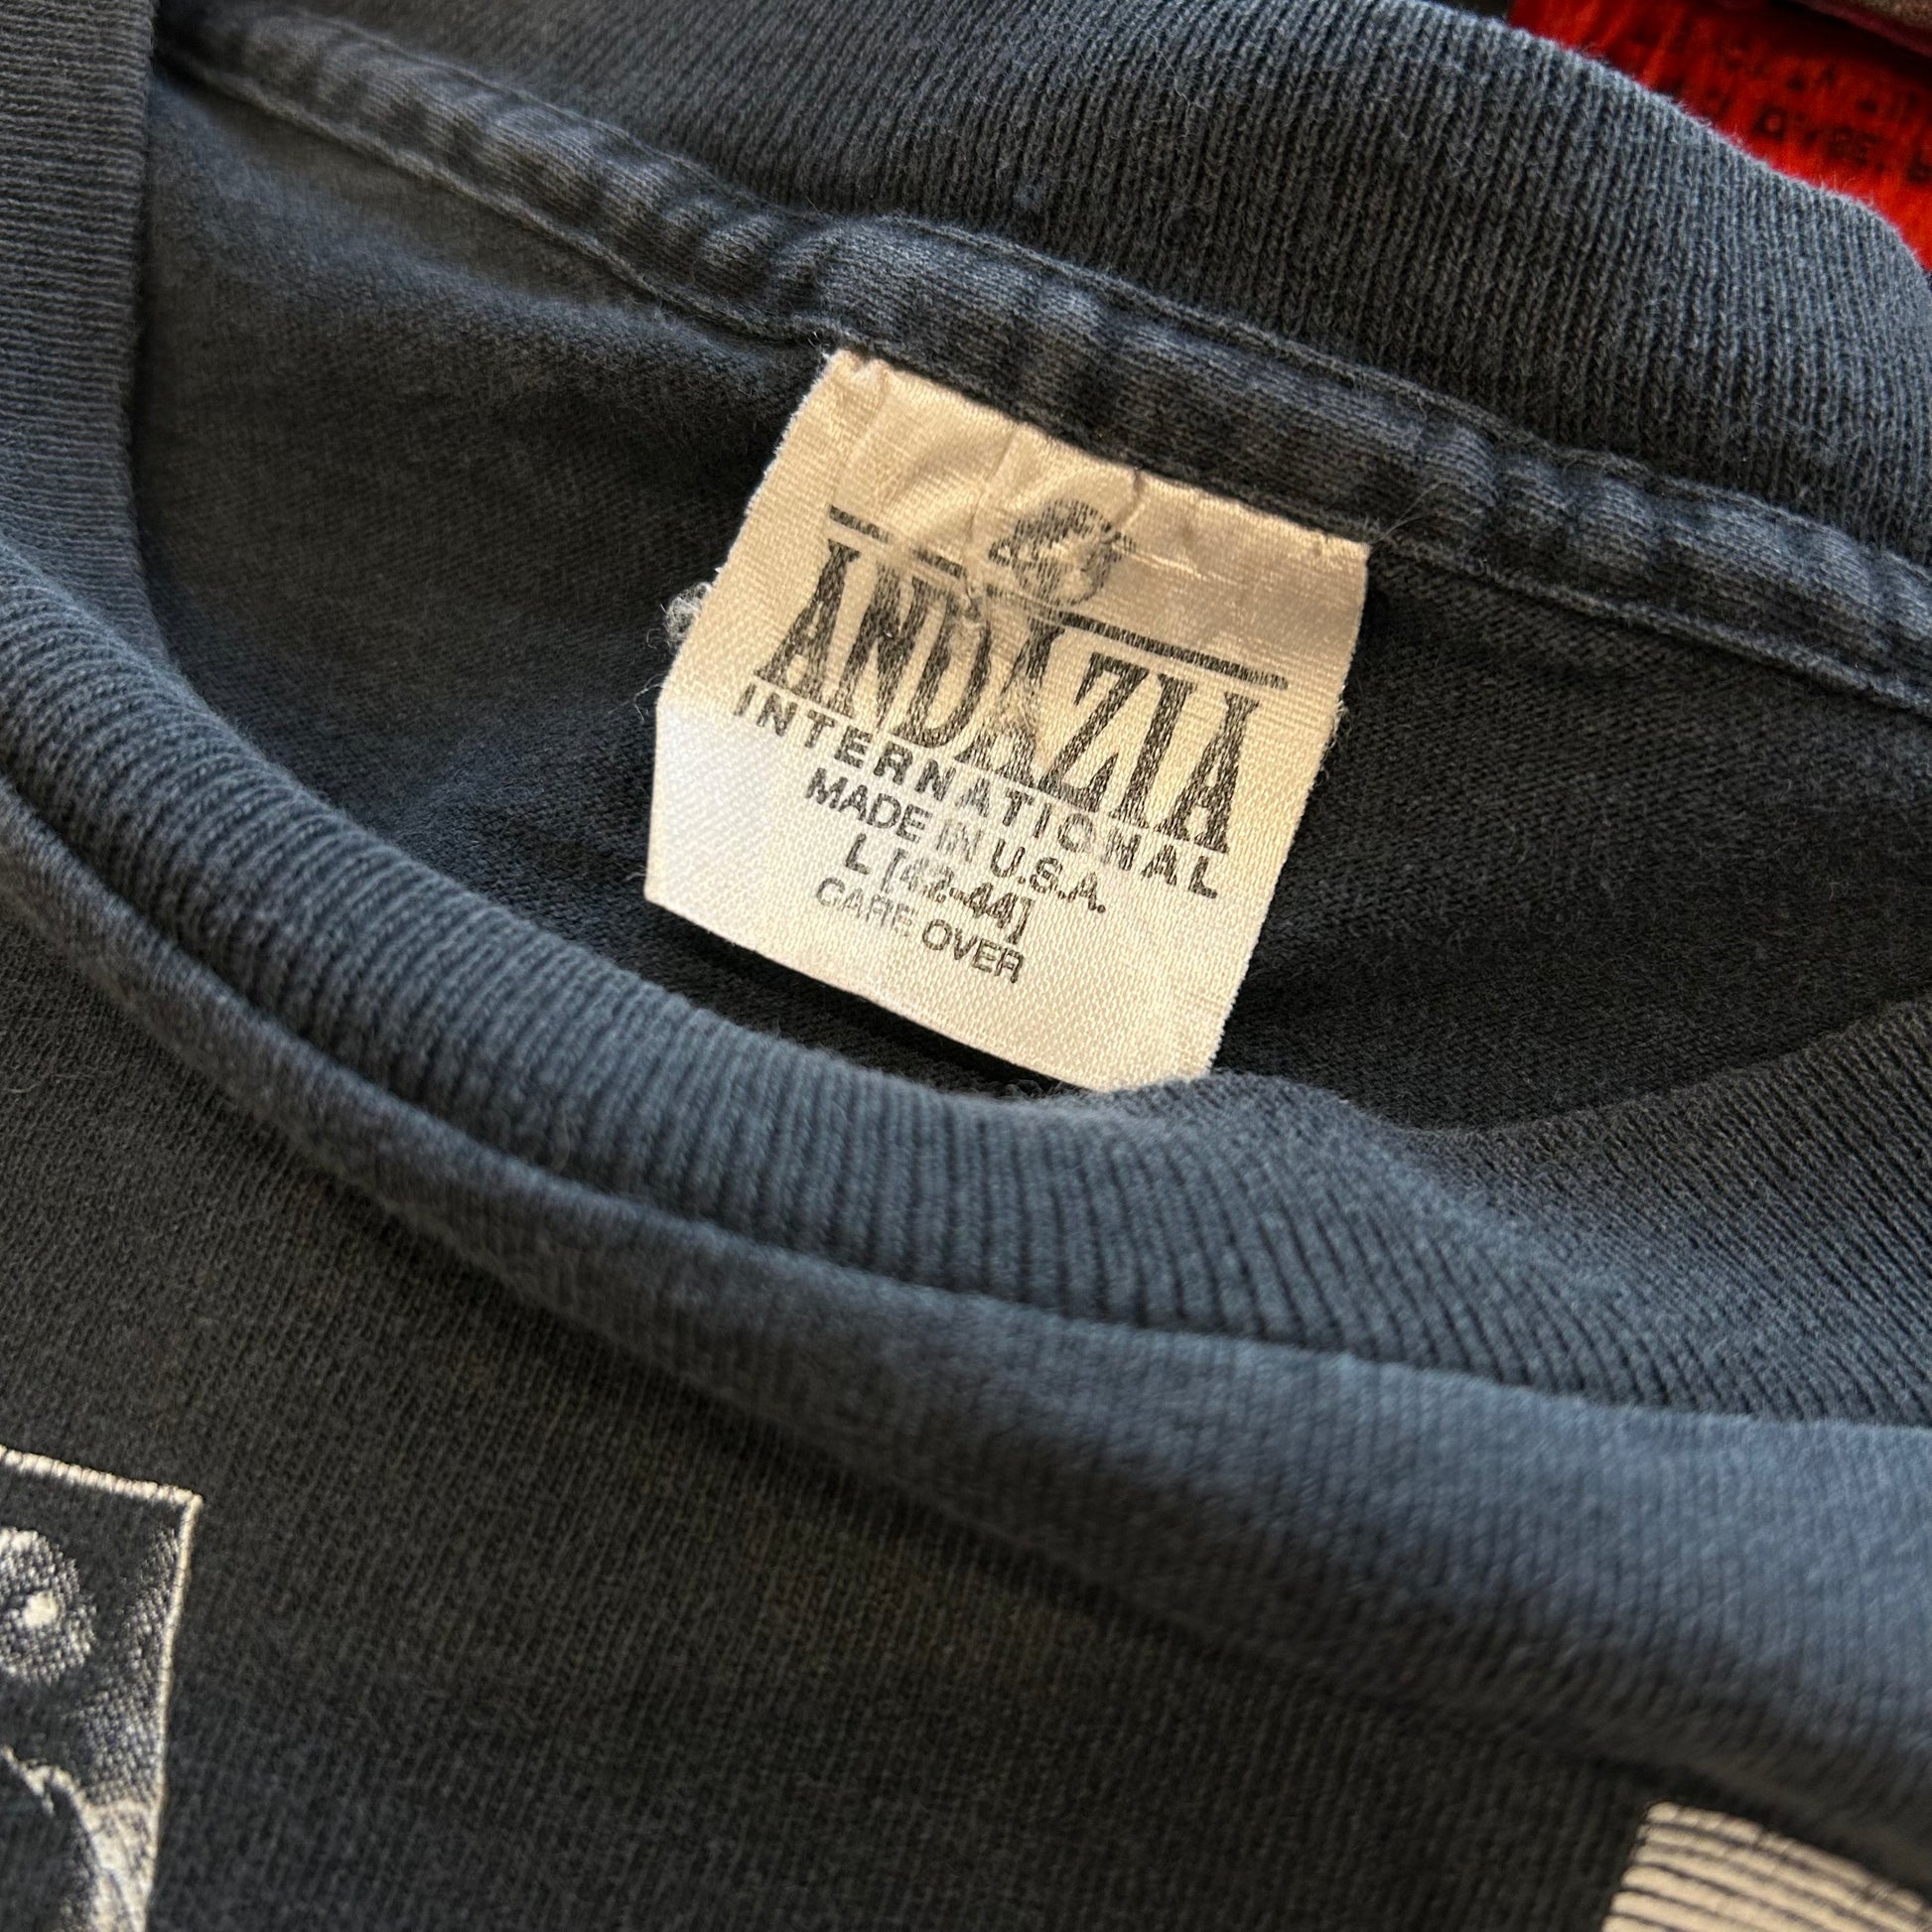 ANDAZIA
INTERNATIONAL
MADE IN U.S.A.
L [42-44]
CARE OVER